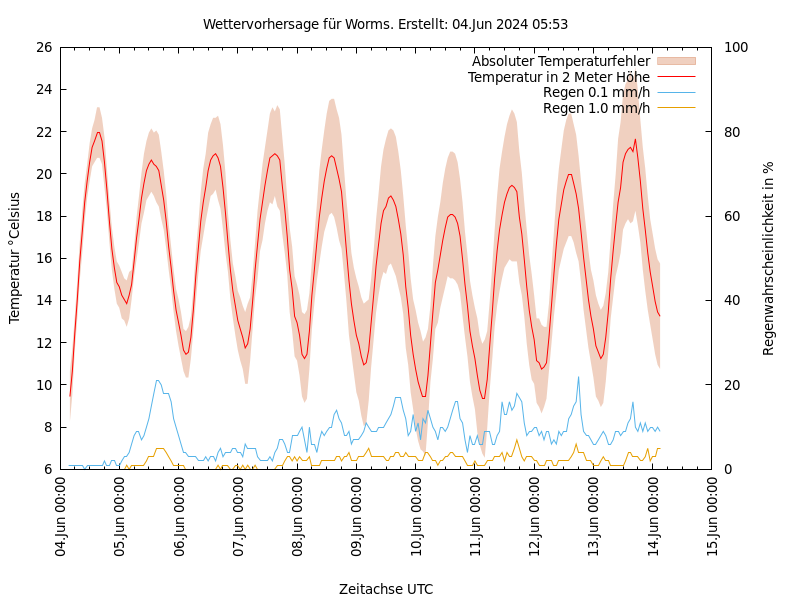 Wettervorhersage für Worms. Erstellt: 04.Jun 2024 05:53
Absoluter Temperaturfehler
Temperatur in 2 Meter Höhe
Regen 0.1 mm/h
Regen 1.0 mm/h
Temperatur °Celsius
26
24
22
20
18
16
14
12
10
8
6
100
80
60
40
20
0
Regenwahrscheinlichkeit in %
04.Jun 00:00
05.Jun 00:00
06.Jun 00:00
07.Jun 00:00
08.Jun 00:00
09.Jun 00:00
10.Jun 00:00
11.Jun 00:00
12.Jun 00:00
13.Jun 00:00
14.Jun 00:00
15.Jun 00:00
Zeitachse UTC